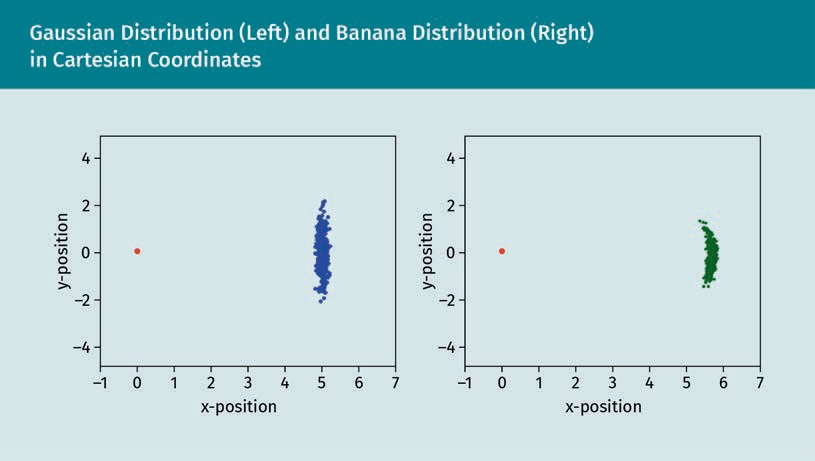 Gaussian Distribution (Left) and Banana Distribution (Right)
in Cartesian Coordinates
4
2
0
−2
−4
y-position
−1 0 1 2 3 4 5 6 7
x-position
4
2
0
−2
−4
y-position
−1 0 1 2 3 4 5 6 7
x-position